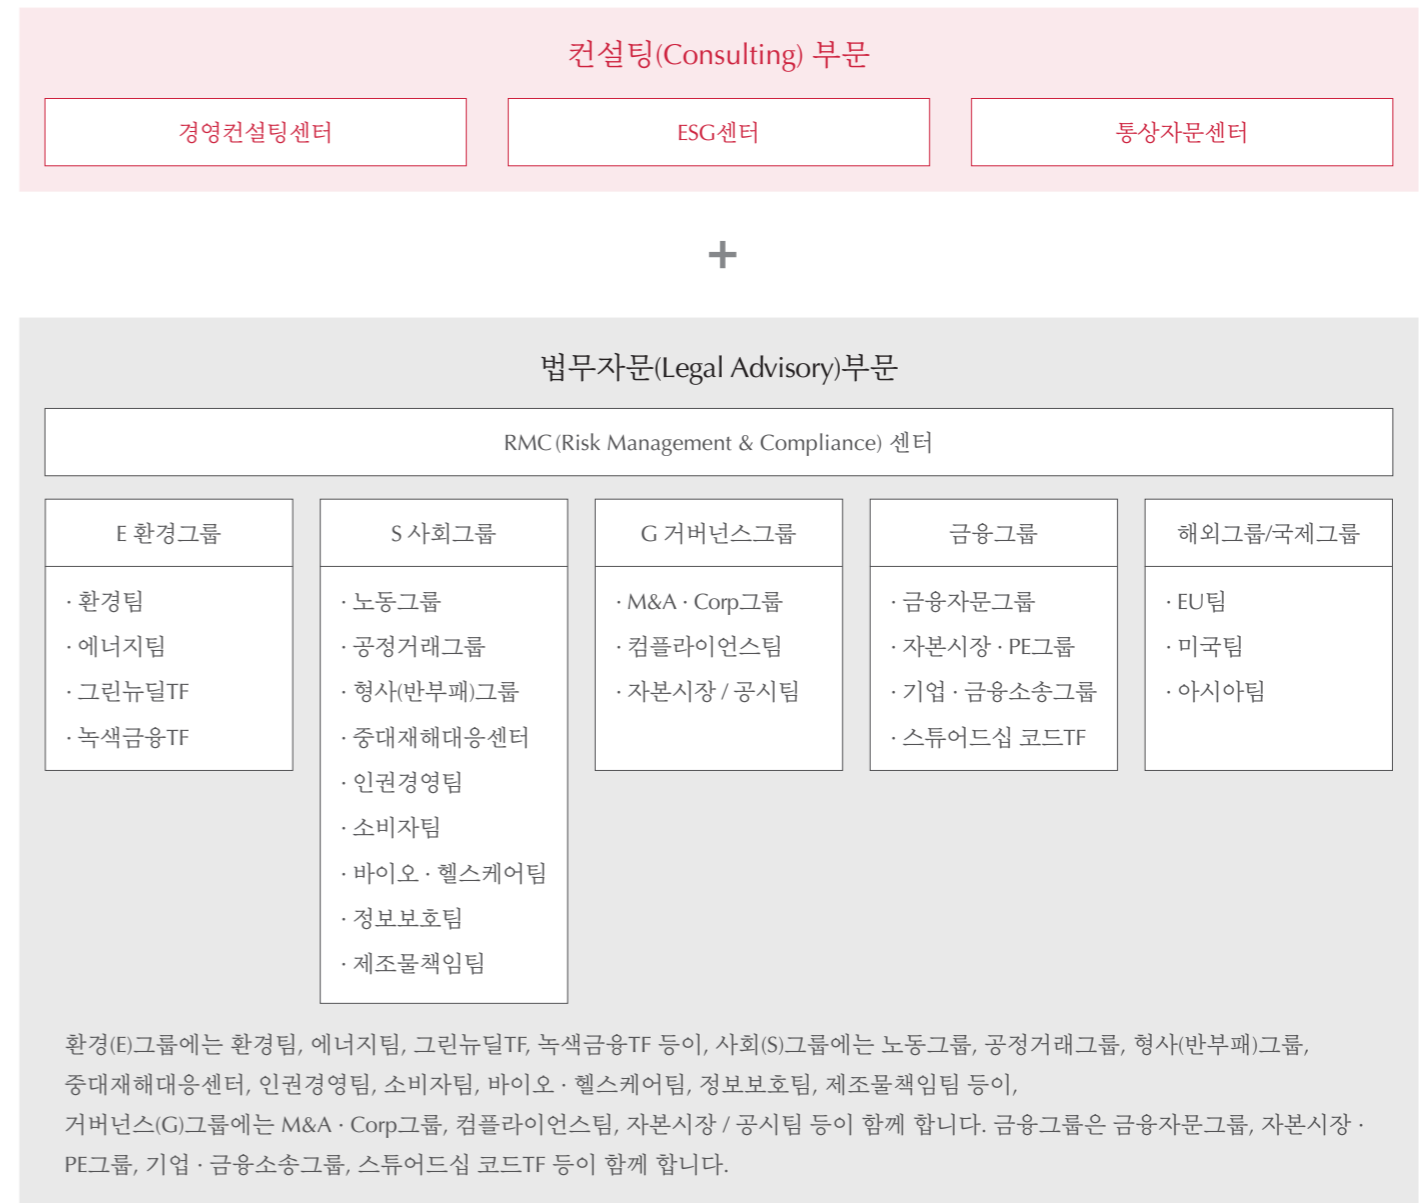 컨설팅(Consulting) 부문
경영컨설팅센터
ESG센터
통상자문센터
+
법무자문(Legal Advisory)부문
RMC (Risk Management & Compliance) 센터
E 환경그룹
· 환경팀
· 에너지팀
· 그린뉴딜TF
· 녹색금융TF
S 사회그룹
· 노동그룹
· 공정거래그룹
· 형사(반부패)그룹
· 중대재해대응센터
· 인권경영팀
· 소비자팀
· 바이오 · 헬스케어팀
· 정보보호팀
· 제조물책임팀
G 거버넌스그룹
· M&A · Corp그룹
· 컴플라이언스팀
· 자본시장 / 공시팀
금융그룹
· 금융자문그룹
· 자본시장 · PE그룹
· 기업 · 금융소송그룹
· 스튜어드십 코드TF
해외그룹/국제그룹
· EU팀
· 미국팀
· 아시아팀
환경(E)그룹에는 환경팀, 에너지팀, 그린뉴딜TF, 녹색금융TF 등이, 사회(S)그룹에는 노동그룹, 공정거래그룹, 형사(반부패)그룹,
중대재해대응센터, 인권경영팀, 소비자팀, 바이오 · 헬스케어팀, 정보보호팀, 제조물책임팀 등이,
거버넌스(G)그룹에는 M&A · Corp그룹, 컴플라이언스팀, 자본시장 / 공시팀 등이 함께 합니다. 금융그룹은 금융자문그룹, 자본시장 ·
PE그룹, 기업 · 금융소송그룹, 스튜어드십 코드TF 등이 함께 합니다.